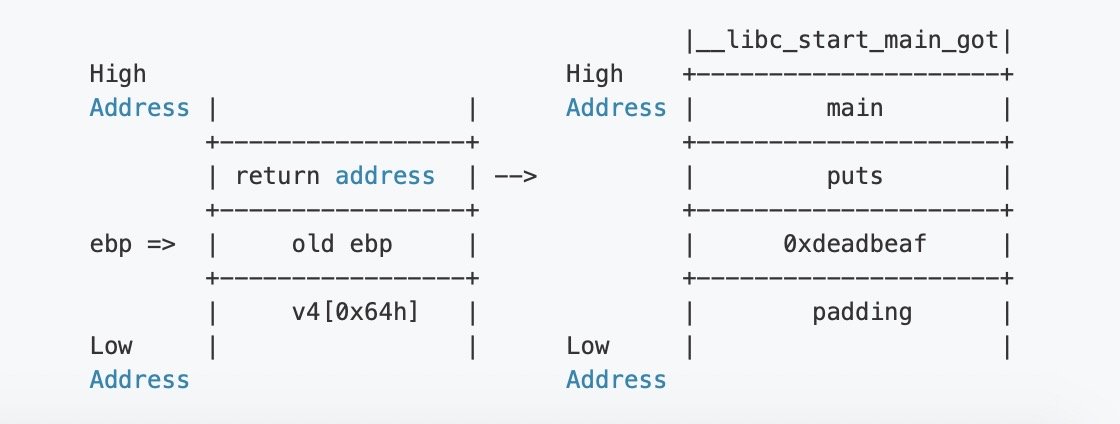 |__libc_start_main_got|
High High +---------------------+
Address | | Address | main |
+-----------------+ +---------------------+
| return address | --> | puts |
+-----------------+ +---------------------+
ebp => | old ebp | | 0xdeadbeaf |
+-----------------+ +---------------------+
| v4[0x64h] | | padding |
Low | | Low | |
Address Address